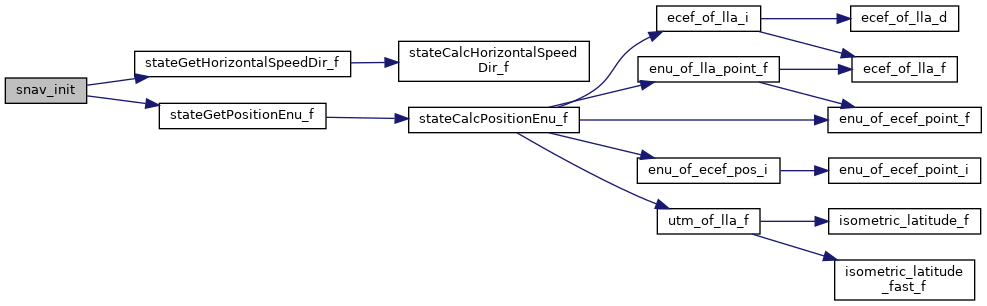 snav_init
stateGetHorizontalSpeedDir_f
stateGetPositionEnu_f
stateCalcHorizontalSpeed
Dir_f
stateCalcPositionEnu_f
ecef_of_lla_i
enu_of_lla_point_f
enu_of_ecef_pos_i
utm_of_lla_f
ecef_of_lla_d
ecef_of_lla_f
enu_of_ecef_point_f
enu_of_ecef_point_i
isometric_latitude_f
isometric_latitude
_fast_f